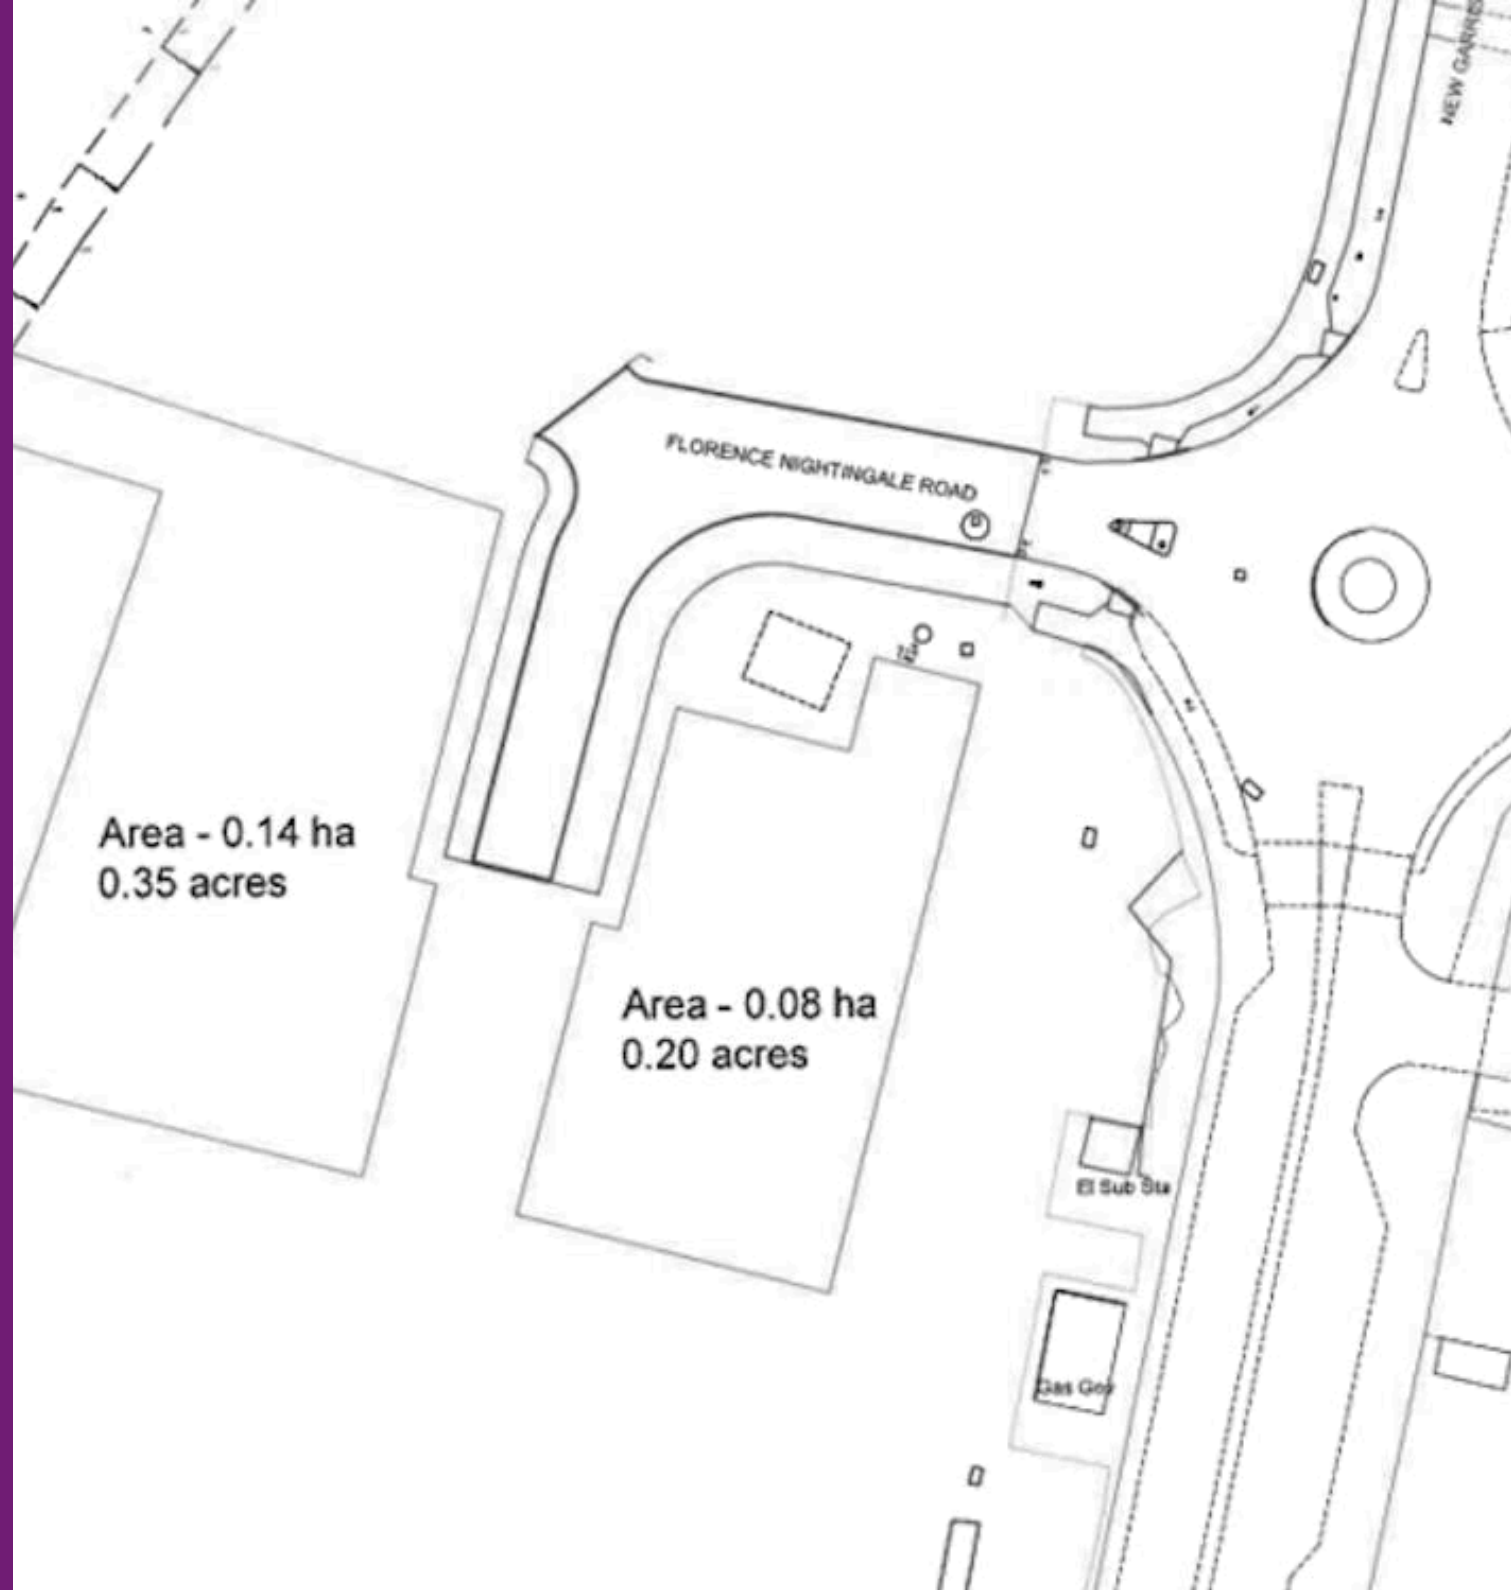 NEW GARRIS
FLORENCE NIGHTINGALE ROAD
Area - 0.14 ha
0.35 acres
Area - 0.08 ha
0.20 acres
El Sub Sta
Gas Gov